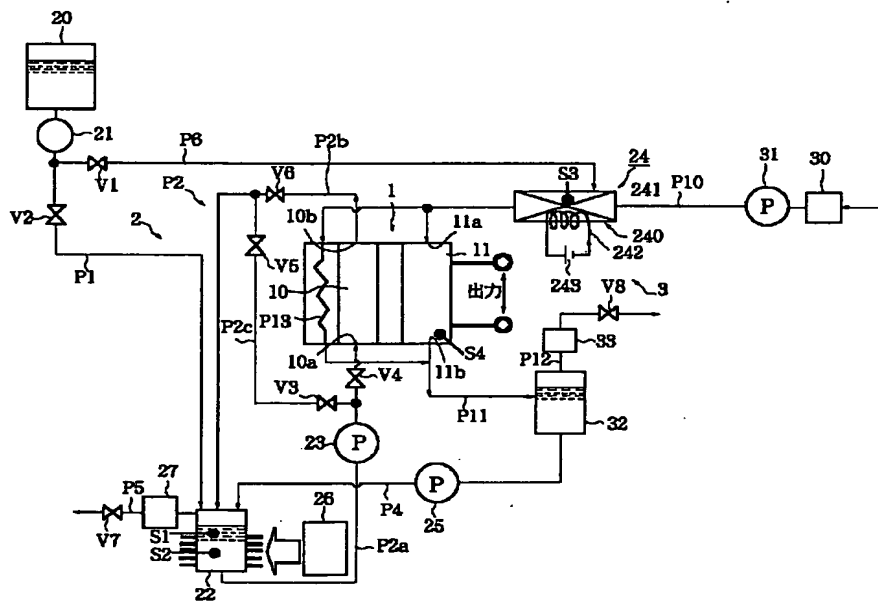 20
21
P6
V1
P2
V6
P2b
1
24
S3
241
P10
31
P
30
V2
2
P1
10b
11a
11
240
242
243
V5
10
出力
3
V8
P2c
P13
S4
33
10a
V4
11b
P12
V3
P11
32
23
P
27
P5
P4
P
25
26
V7
S1
S2
P2a
22